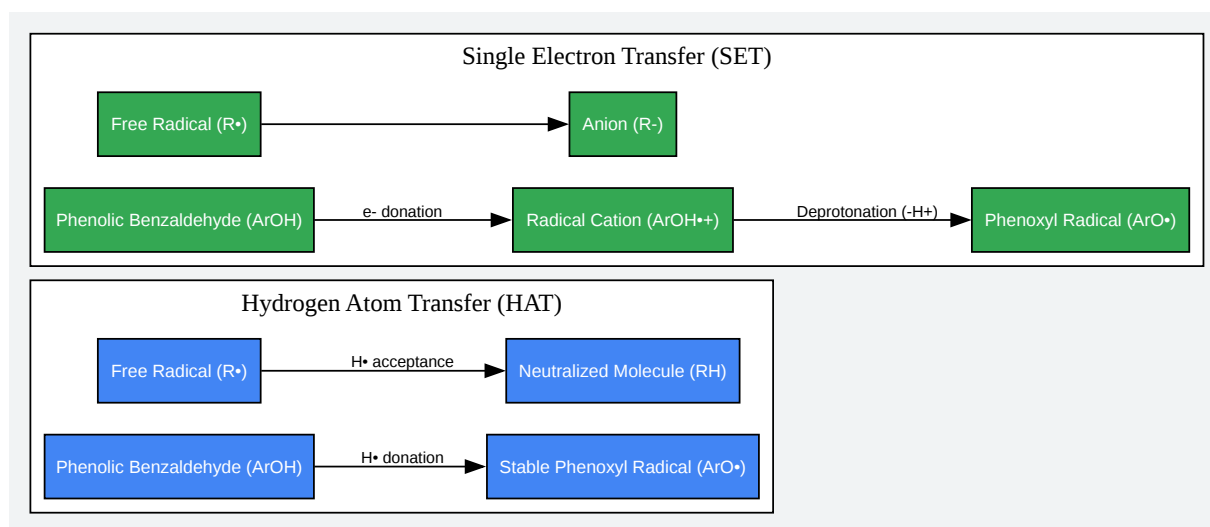 Single Electron Transfer (SET)
Free Radical (R•)
Anion (R-)
Phenolic Benzaldehyde (ArOH)
e- donation
Radical Cation (ArOH•+)
Deprotonation (-H+)
Phenoxyl Radical (ArO•)
Hydrogen Atom Transfer (HAT)
Free Radical (R•)
H• acceptance
Neutralized Molecule (RH)
Phenolic Benzaldehyde (ArOH)
H• donation
Stable Phenoxyl Radical (ArO•)